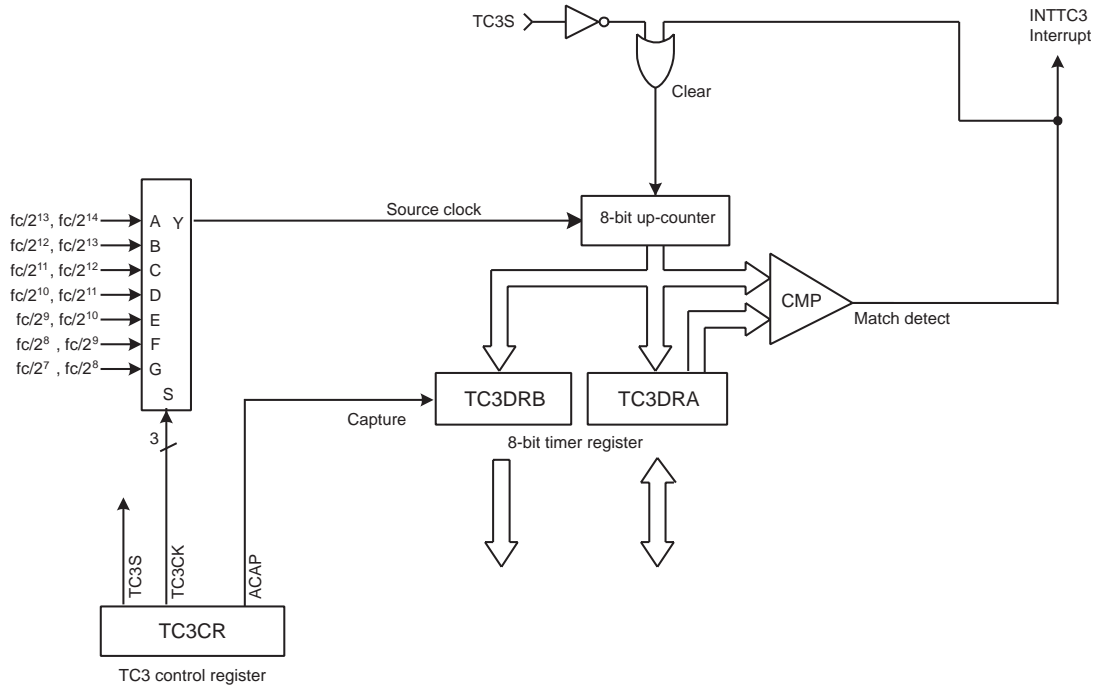 TC3S
INTTC3
Interrupt
Clear
fc/2¹³, fc/2¹⁴
A
Y
Source clock
8-bit up-counter
fc/2¹², fc/2¹³
B
fc/2¹¹, fc/2¹²
C
fc/2¹⁰, fc/2¹¹
D
fc/2⁹, fc/2¹⁰
E
fc/2⁸ , fc/2⁹
F
fc/2⁷ , fc/2⁸
G
S
CMP
Match detect
TC3DRB
TC3DRA
Capture
8-bit timer register
3
TC3S
TC3CK
ACAP
TC3CR
TC3 control register